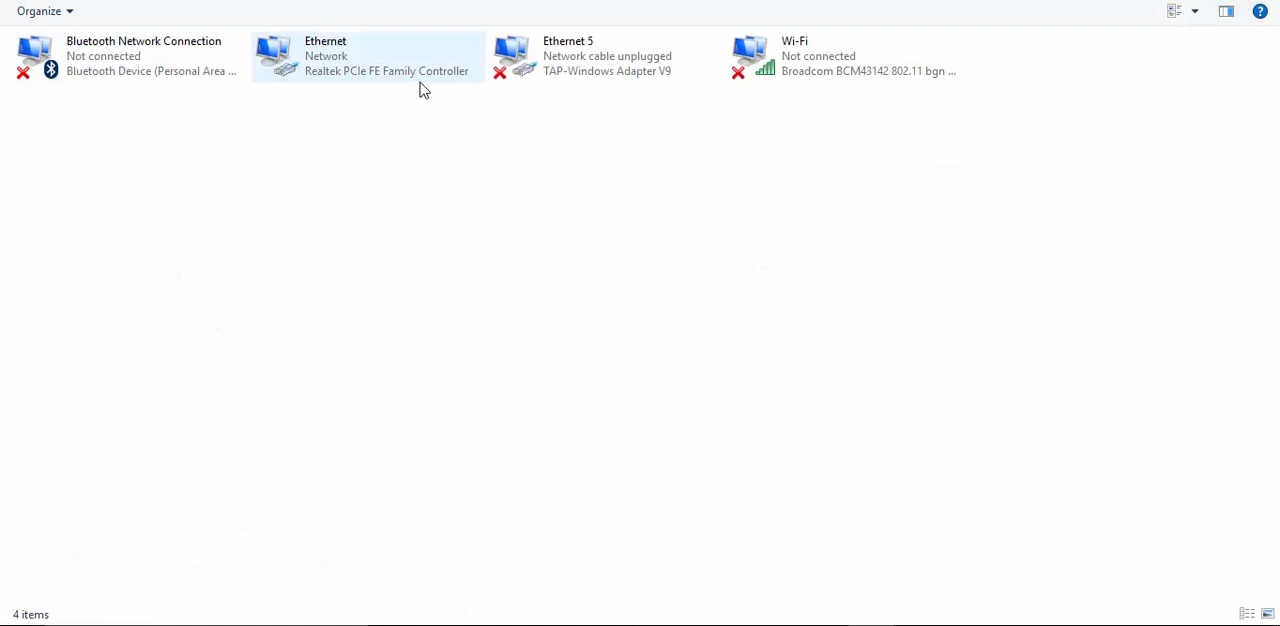 Organize
Bluetooth Network Connection
Not connected
Bluetooth Device (Personal Area ...
Ethernet
Network
Realtek PCIe FE Family Controller
Ethernet 5
Network cable unplugged
TAP-Windows Adapter V9
Wi-Fi
Not connected
Broadcom BCM43142 802.11 bgn ...
4 items